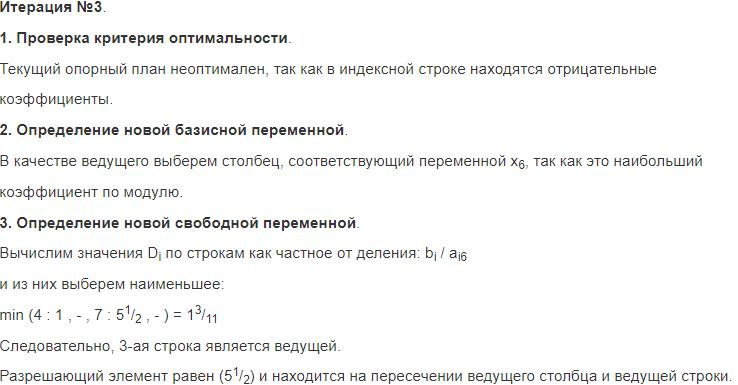 Итерация №3.
1. Проверка критерия оптимальности.
Текущий опорный план неоптимален, так как в индексной строке находятся отрицательные
коэффициенты.
2. Определение новой базисной переменной.
В качестве ведущего выберем столбец, соответствующий переменной x₆, так как это наибольший
коэффициент по модулю.
3. Определение новой свободной переменной.
Вычислим значения Dᵢ по строкам как частное от деления: bᵢ / aᵢ₆
и из них выберем наименьшее:
min (4 : 1 , - , 7 : 5¹/₂ , - ) = 1³/₁₁
Следовательно, 3-ая строка является ведущей.
Разрешающий элемент равен (5¹/₂) и находится на пересечении ведущего столбца и ведущей строки.